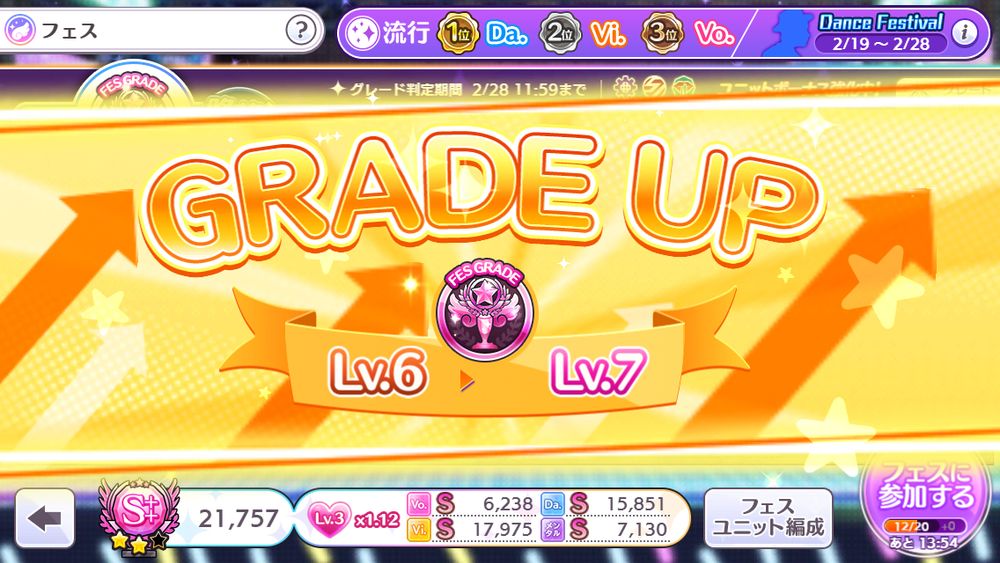 フェス ?
流行 1位 Da. 2位 Vi. 3位 Vo.
Dance Festival
2/19 ~ 2/28
i
FES GRADE
グレード判定期間 2/28 11:59まで
ユニットボーナス強化中!
GRADE UP
FES GRADE
Lv.6
Lv.7
S‡
21,757
Lv.3 x1.12
Vo. S 6,238 Da. S 15,851
Vi. S 17,975 メンタル S 7,130
フェス
ユニット編成
フェスに
参加する
12/20 +0
あと 13:54